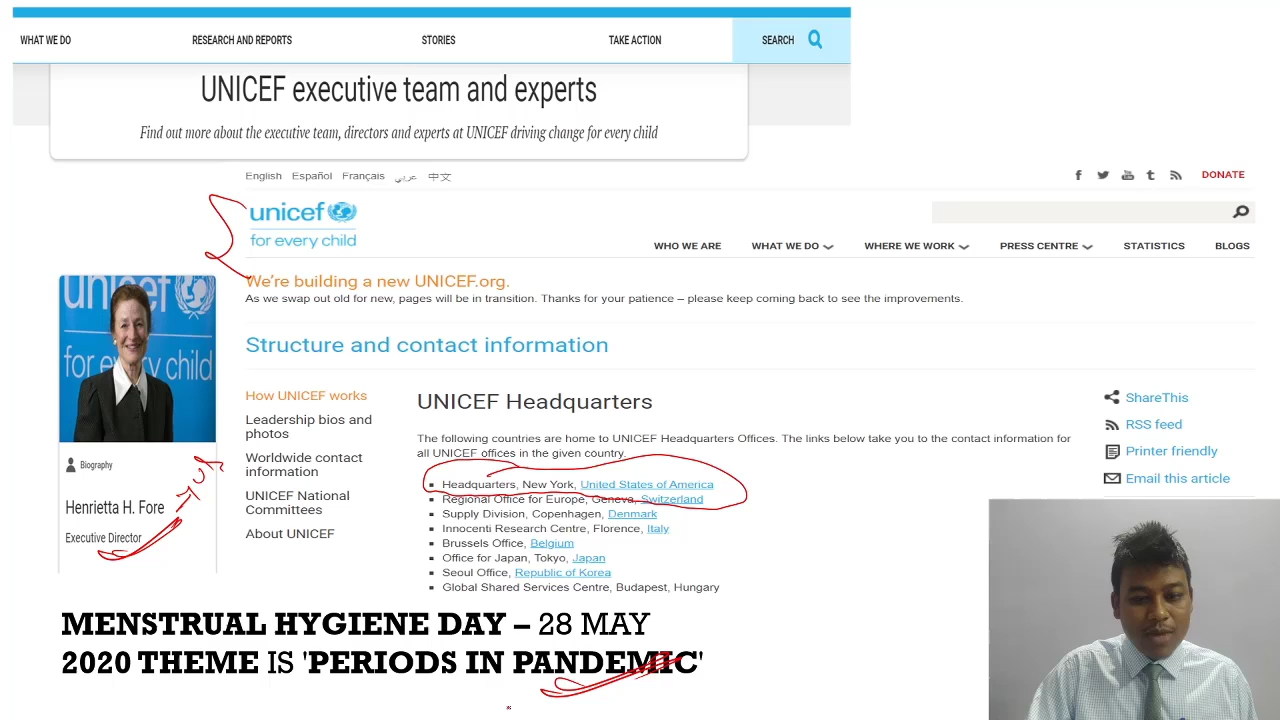 WHAT WE DO RESEARCH AND REPORTS STORIES TAKE ACTION SEARCH
UNICEF executive team and experts
Find out more about the executive team, directors and experts at UNICEF driving change for every child
English Español Français عربي 中文
DONATE
unicef
for every child
WHO WE ARE WHAT WE DO WHERE WE WORK PRESS CENTRE STATISTICS BLOGS
We're building a new UNICEF.org.
As we swap out old for new, pages will be in transition. Thanks for your patience – please keep coming back to see the improvements.
Structure and contact information
unicef
for every child
Biography
Henrietta H. Fore
Executive Director
How UNICEF works
Leadership bios and
photos
Worldwide contact
information
UNICEF National
Committees
About UNICEF
UNICEF Headquarters
The following countries are home to UNICEF Headquarters Offices. The links below take you to the contact information for
all UNICEF offices in the given country.
Headquarters, New York, United States of America
Regional Office for Europe, Geneva, Switzerland
Supply Division, Copenhagen, Denmark
Innocenti Research Centre, Florence, Italy
Brussels Office, Belgium
Office for Japan, Tokyo, Japan
Seoul Office, Republic of Korea
Global Shared Services Centre, Budapest, Hungary
ShareThis
RSS feed
Printer friendly
Email this article
MENSTRUAL HYGIENE DAY – 28 MAY
2020 THEME IS 'PERIODS IN PANDEMIC'